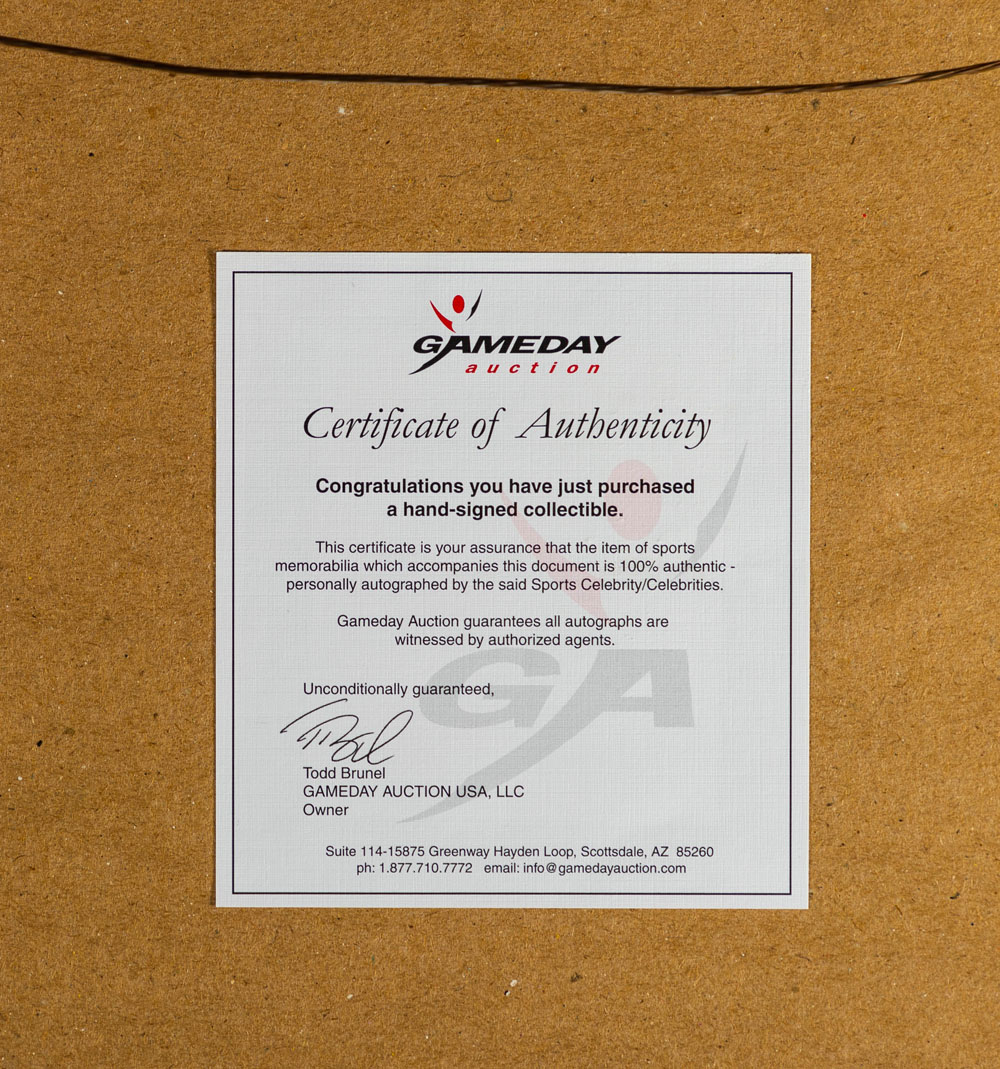 GAMEDAY
auction
Certificate of Authenticity
Congratulations you have just purchased
a hand-signed collectible.
This certificate is your assurance that the item of sports
memorabilia which accompanies this document is 100% authentic -
personally autographed by the said Sports Celebrity/Celebrities.
Gameday Auction guarantees all autographs are
witnessed by authorized agents.
GA
Unconditionally guaranteed,
Todd Brunel
GAMEDAY AUCTION USA, LLC
Owner
Suite 114-15875 Greenway Hayden Loop, Scottsdale, AZ 85260
ph: 1.877.710.7772 email: info@gamedayauction.com